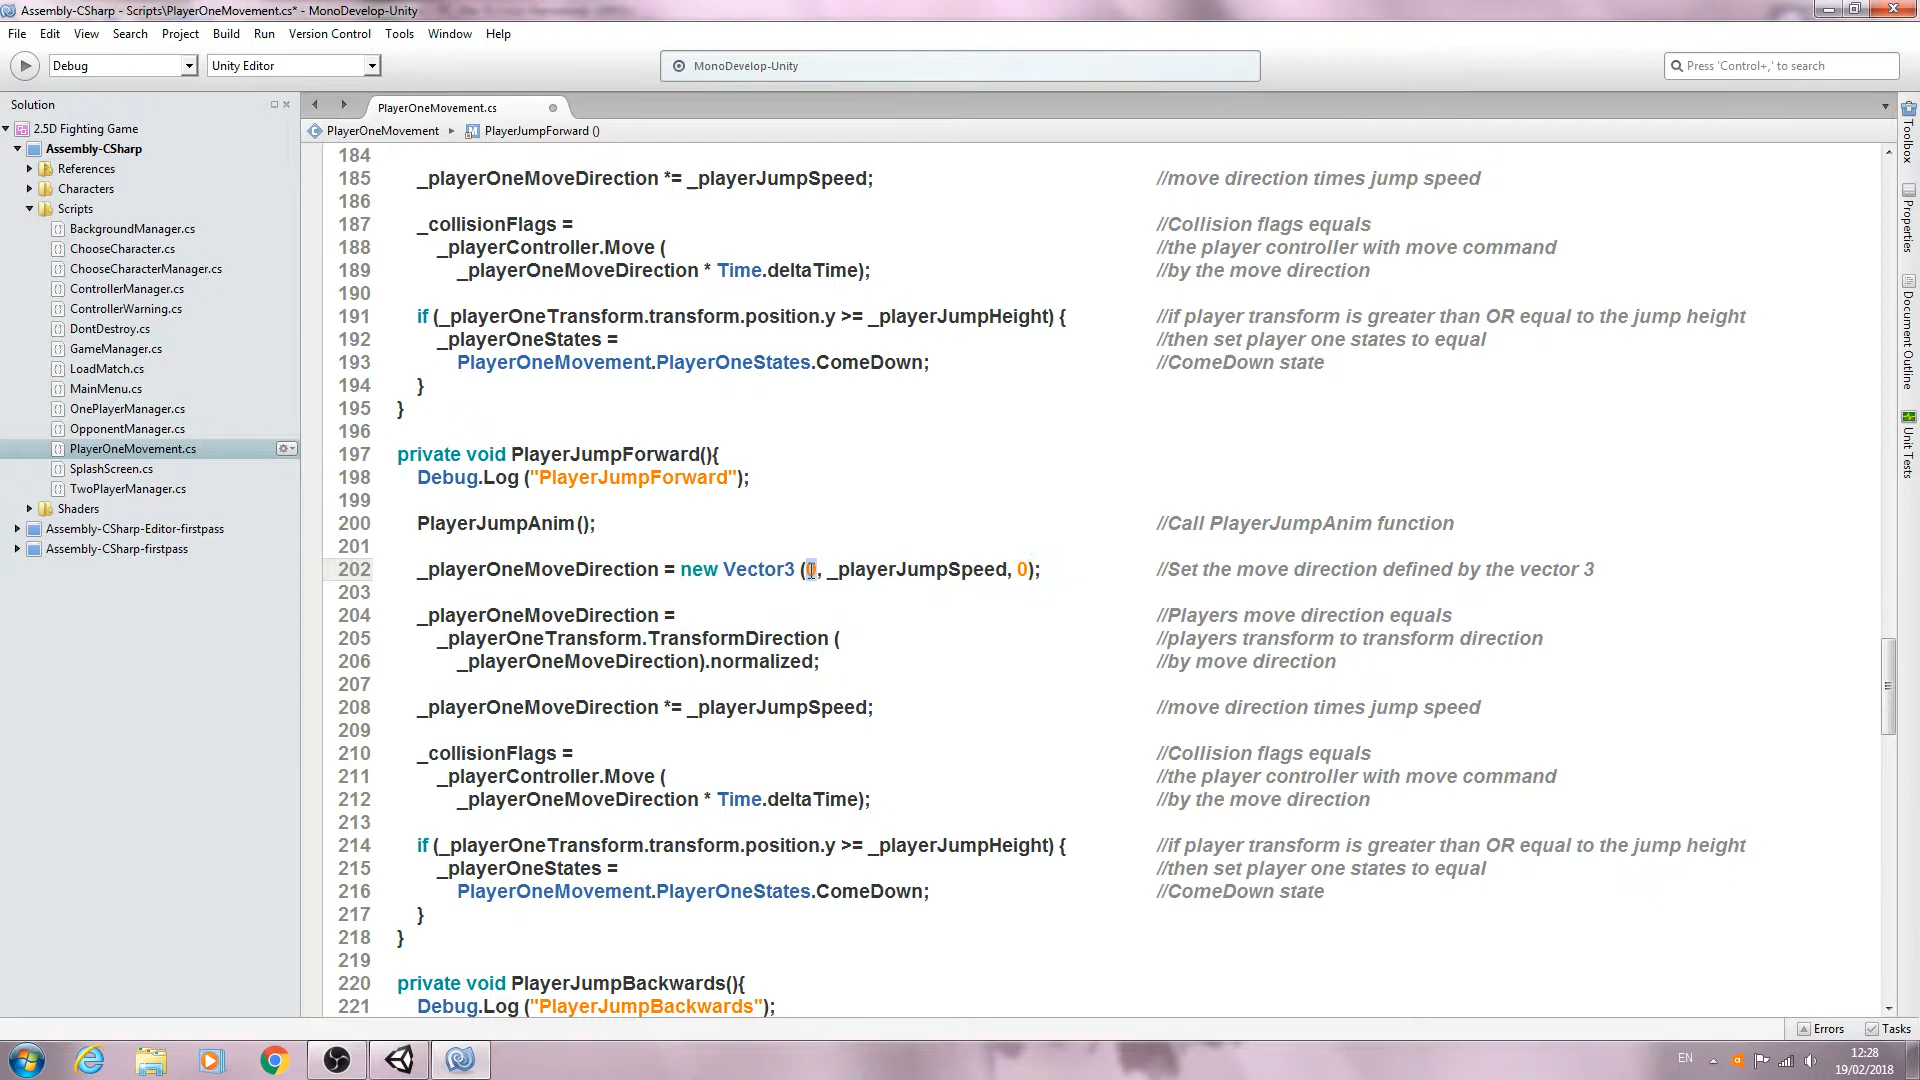 Assembly-CSharp - Scripts\PlayerOneMovement.cs* - MonoDevelop-Unity
File Edit View Search Project Build Run Version Control Tools Window Help
Debug Unity Editor MonoDevelop-Unity Press 'Control+,' to search
Solution
2.5D Fighting Game
Assembly-CSharp
References
Characters
Scripts
BackgroundManager.cs
ChooseCharacter.cs
ChooseCharacterManager.cs
ControllerManager.cs
ControllerWarning.cs
DontDestroy.cs
GameManager.cs
LoadMatch.cs
MainMenu.cs
OnePlayerManager.cs
OpponentManager.cs
PlayerOneMovement.cs
SplashScreen.cs
TwoPlayerManager.cs
Shaders
Assembly-CSharp-Editor-firstpass
Assembly-CSharp-firstpass
PlayerOneMovement.cs
PlayerOneMovement PlayerJumpForward ()
184
185 _playerOneMoveDirection *= _playerJumpSpeed; //move direction times jump speed
186
187 _collisionFlags = //Collision flags equals
188 _playerController.Move ( //the player controller with move command
189 _playerOneMoveDirection * Time.deltaTime); //by the move direction
190
191 if (_playerOneTransform.transform.position.y >= _playerJumpHeight) { //if player transform is greater than OR equal to the jump height
192 _playerOneStates = //then set player one states to equal
193 PlayerOneMovement.PlayerOneStates.ComeDown; //ComeDown state
194 }
195 }
196
197 private void PlayerJumpForward(){
198 Debug.Log ("PlayerJumpForward");
199
200 PlayerJumpAnim(); //Call PlayerJumpAnim function
201
202 _playerOneMoveDirection = new Vector3 (0, _playerJumpSpeed, 0); //Set the move direction defined by the vector 3
203
204 _playerOneMoveDirection = //Players move direction equals
205 _playerOneTransform.TransformDirection ( //players transform to transform direction
206 _playerOneMoveDirection).normalized; //by move direction
207
208 _playerOneMoveDirection *= _playerJumpSpeed; //move direction times jump speed
209
210 _collisionFlags = //Collision flags equals
211 _playerController.Move ( //the player controller with move command
212 _playerOneMoveDirection * Time.deltaTime); //by the move direction
213
214 if (_playerOneTransform.transform.position.y >= _playerJumpHeight) { //if player transform is greater than OR equal to the jump height
215 _playerOneStates = //then set player one states to equal
216 PlayerOneMovement.PlayerOneStates.ComeDown; //ComeDown state
217 }
218 }
219
220 private void PlayerJumpBackwards(){
221 Debug.Log ("PlayerJumpBackwards");
Toolbox
Properties
Document Outline
Unit Tests
Errors Tasks
EN 12:28
19/02/2018